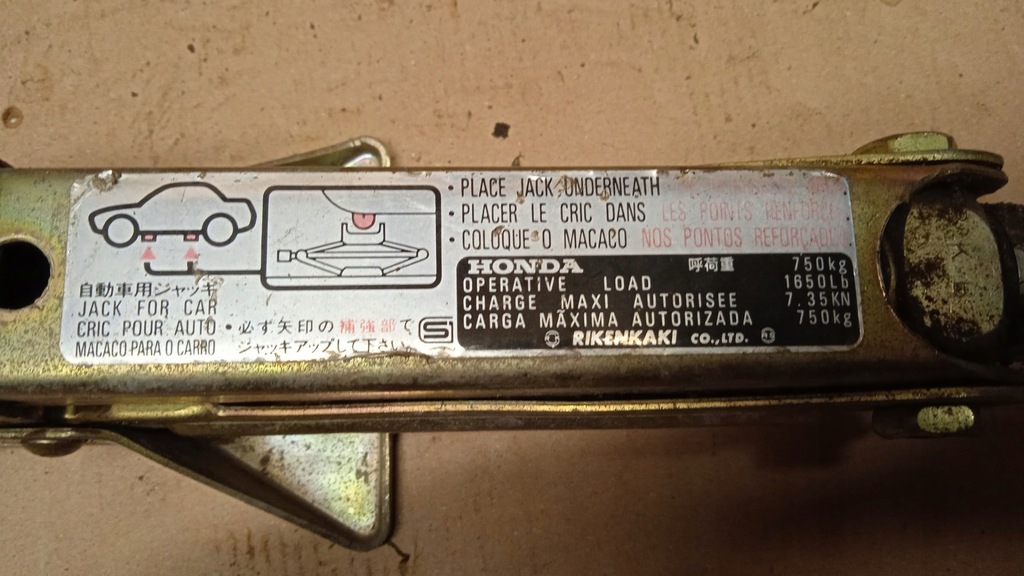 自動車用ジャッキ
JACK FOR CAR
CRIC POUR AUTO
MACACO PARA O CARRO
・必ず矢印の補強部で
ジャッキアップして下さい
・PLACE JACK UNDERNEATH
・PLACER LE CRIC DANS LES POINTS RENFORCÉ
・COLOQUE O MACACO NOS PONTOS REFORÇADO
HONDA 呼荷重 750kg
OPERATIVE LOAD 1650Lb
CHARGE MAXI AUTORISEE 7.35KN
CARGA MÁXIMA AUTORIZADA 750kg
RIKENKAKI CO.,LTD.